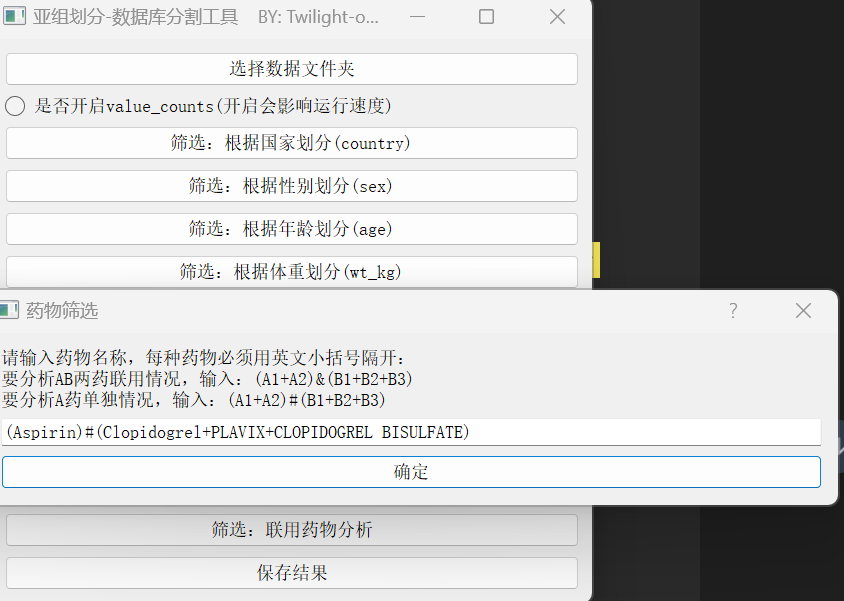 亚组划分-数据库分割工具 BY: Twilight-o...
选择数据文件夹
是否开启value_counts(开启会影响运行速度)
筛选: 根据国家划分(country)
筛选: 根据性别划分(sex)
筛选: 根据年龄划分(age)
筛选: 根据体重划分(wt_kg)
药物筛选
?
请输入药物名称，每种药物必须用英文小括号隔开:
要分析AB两药联用情况，输入: (A1+A2)&(B1+B2+B3)
要分析A药单独情况，输入: (A1+A2)#(B1+B2+B3)
(Aspirin)#(Clopidogrel+PLAVIX+CLOPIDOGREL BISULFATE)
确定
筛选: 联用药物分析
保存结果